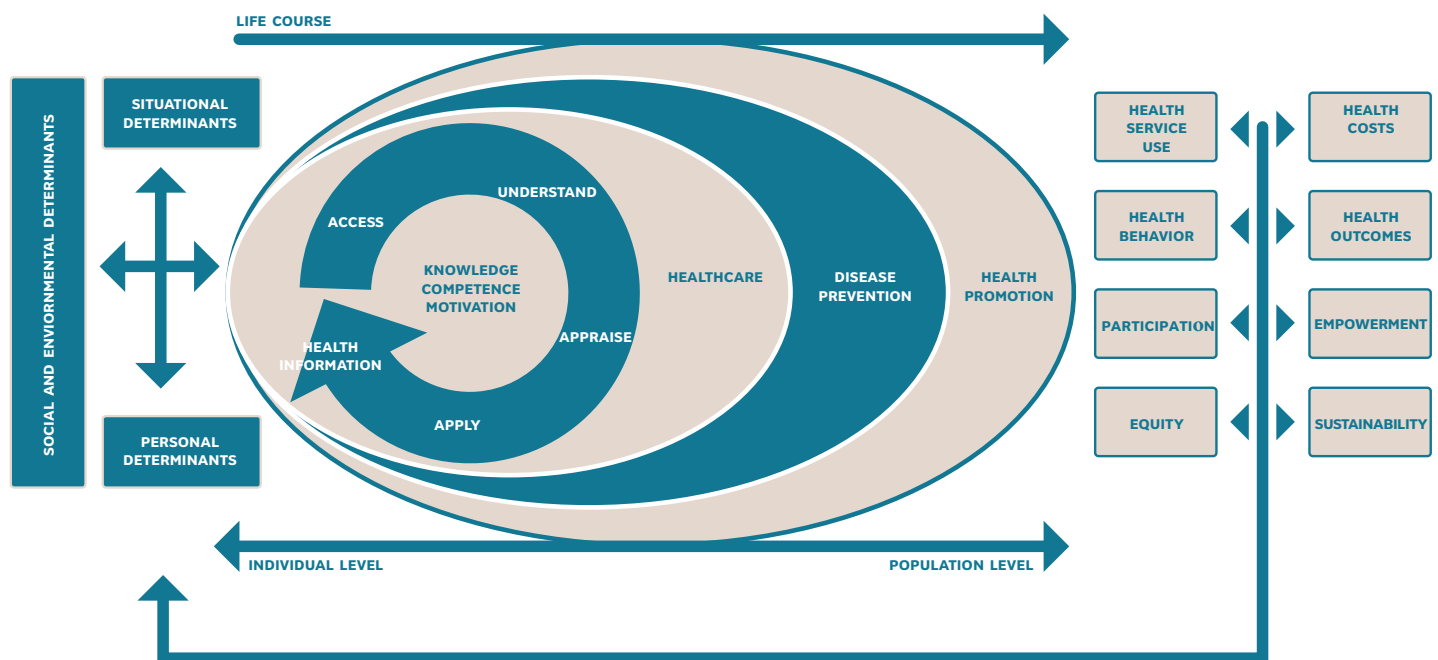 LIFE COURSE
SOCIAL AND ENVIORNMENTAL DETERMINANTS
SITUATIONAL
DETERMINANTS
PERSONAL
DETERMINANTS
ACCESS
UNDERSTAND
APPRAISE
APPLY
HEALTH
INFORMATION
KNOWLEDGE
COMPETENCE
MOTIVATION
HEALTHCARE
DISEASE
PREVENTION
HEALTH
PROMOTION
INDIVIDUAL LEVEL
POPULATION LEVEL
HEALTH
SERVICE
USE
HEALTH
COSTS
HEALTH
BEHAVIOR
HEALTH
OUTCOMES
PARTICIPATION
EMPOWERMENT
EQUITY
SUSTAINABILITY